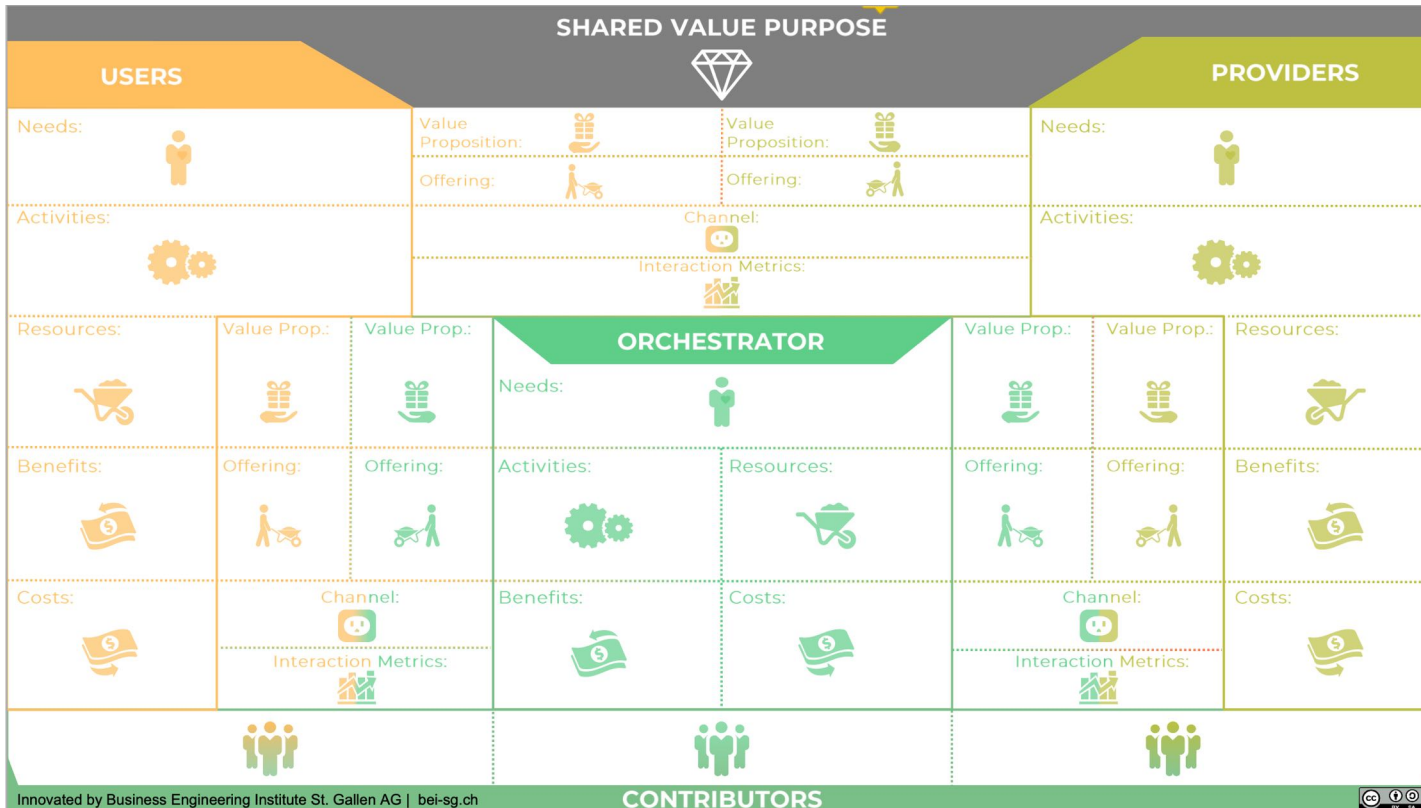 SHARED VALUE PURPOSE
USERS
PROVIDERS
Needs:
Value
Proposition:
Value
Proposition:
Needs:
Offering:
Offering:
Activities:
Channel:
Activities:
Interaction Metrics:
Resources:
Value Prop.:
Value Prop.:
ORCHESTRATOR
Value Prop.:
Value Prop.:
Resources:
Needs:
Benefits:
Offering:
Offering:
Activities:
Resources:
Offering:
Offering:
Benefits:
Costs:
Channel:
Benefits:
Costs:
Channel:
Costs:
Interaction Metrics:
Interaction Metrics:
Innovated by Business Engineering Institute St. Gallen AG | bei-sg.ch
CONTRIBUTORS